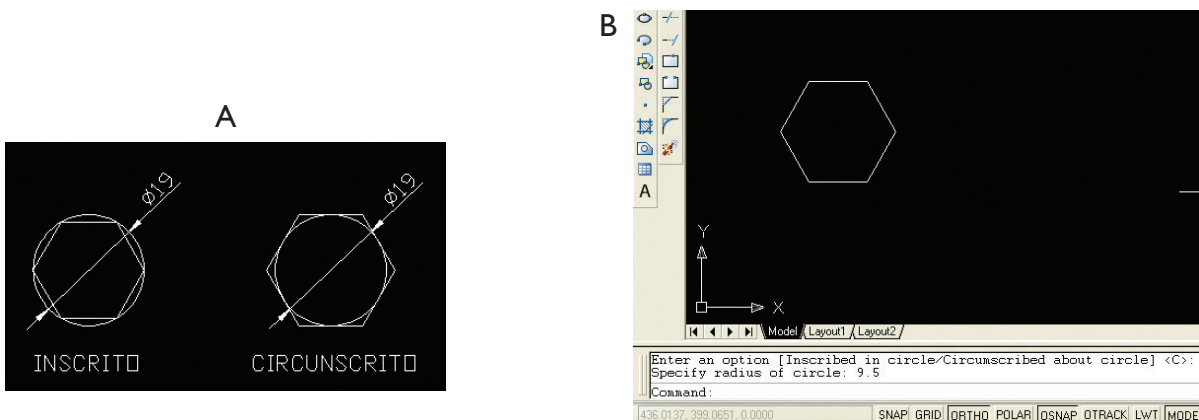 A
ø19
ø19
INSCRITO
CIRCUNSCRITO
B
A
Y
X
Model
Layout1
Layout2
Enter an option [Inscribed in circle/Circumscribed about circle] <C>:
Specify radius of circle: 9.5
Command:
436.0137, 399.0651, 0.0000
SNAP GRID ORTHO POLAR OSNAP OTRACK LWT MODE